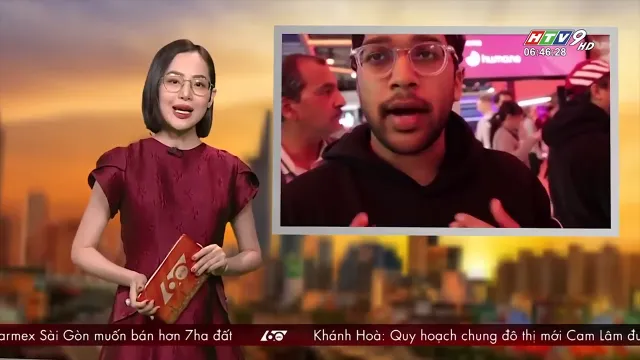 HTV9 HD
06:46:28
humane
60
armex Sài Gòn muốn bán hơn 7ha đất
60
Khánh Hoà: Quy hoạch chung đô thị mới Cam Lâm đư